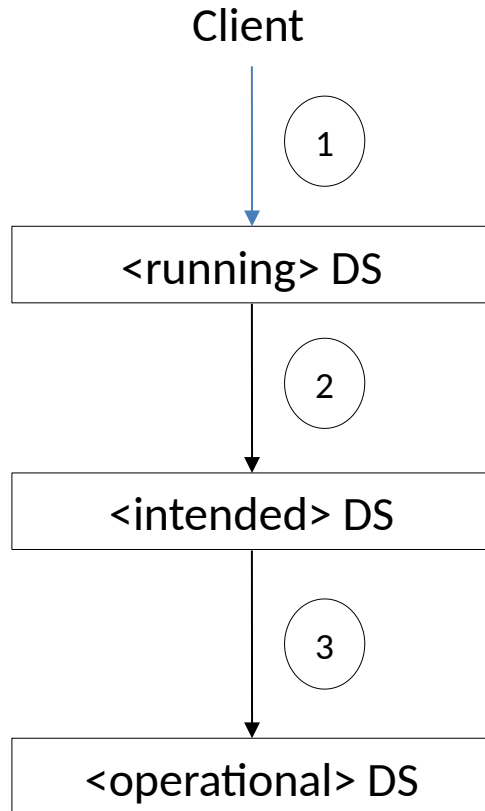 Client
1
<running> DS
2
<intended> DS
3
<operational> DS